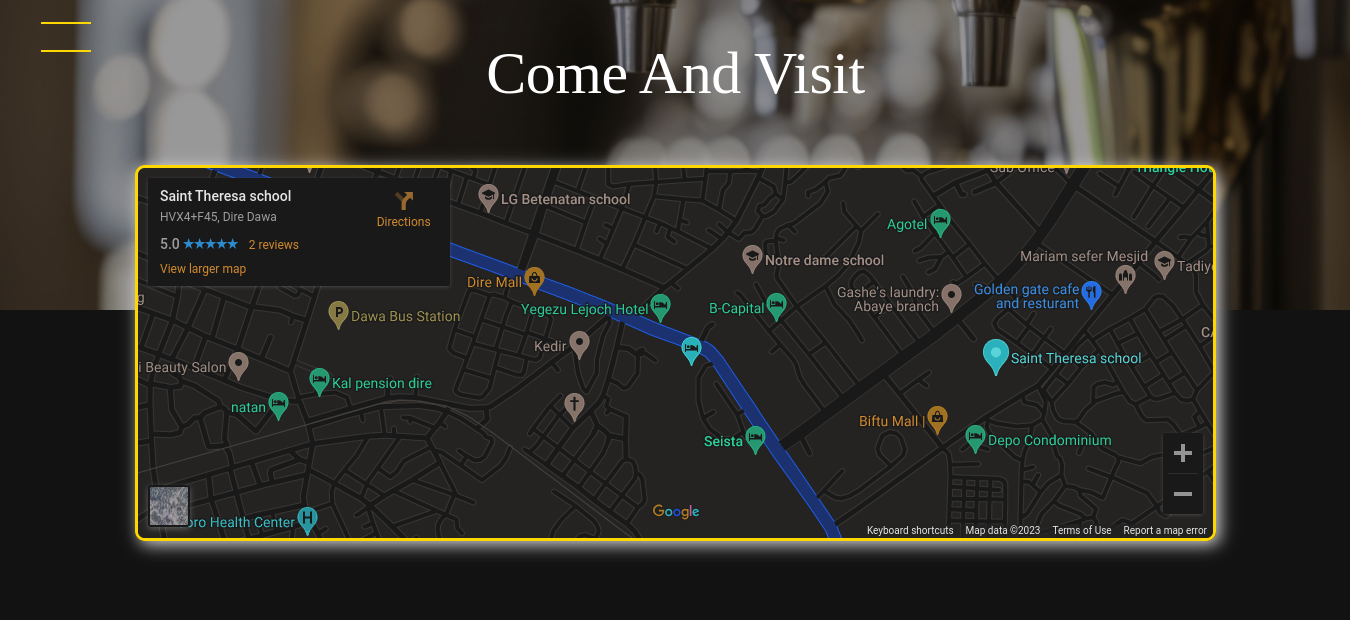 Come And Visit
Saint Theresa school
HVX4+F45, Dire Dawa
Directions
5.0
2 reviews
View larger map
LG Betenatan school
Agotel
Notre dame school
Mariam sefer Mesjid
Dire Mall
Yegezu Lejoch Hotel
B-Capital
Gashe's laundry:
Abaye branch
Golden gate cafe
and resturant
P
Dawa Bus Station
Kedir
Saint Theresa school
i Beauty Salon
Kal pension dire
natan
Biftu Mall |
Seista
Depo Condominium
H
oro Health Center
Google
Keyboard shortcuts
Map data ©2023
Terms of Use
Report a map error